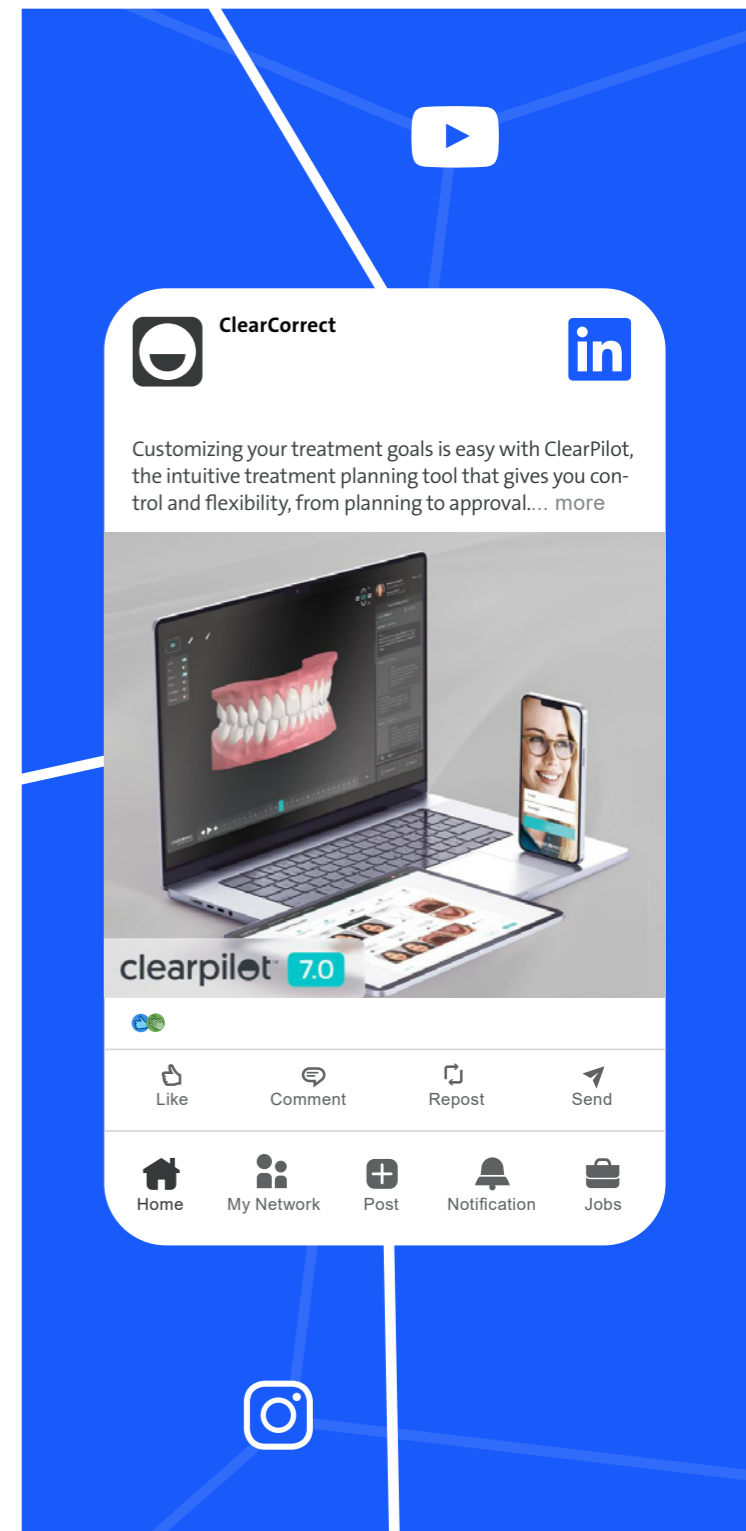 ClearCorrect
in
Customizing your treatment goals is easy with ClearPilot,
the intuitive treatment planning tool that gives you con-
trol and flexibility, from planning to approval.... more
clearpilot™ 7.0
Like Comment Repost Send
Home My Network Post Notification Jobs